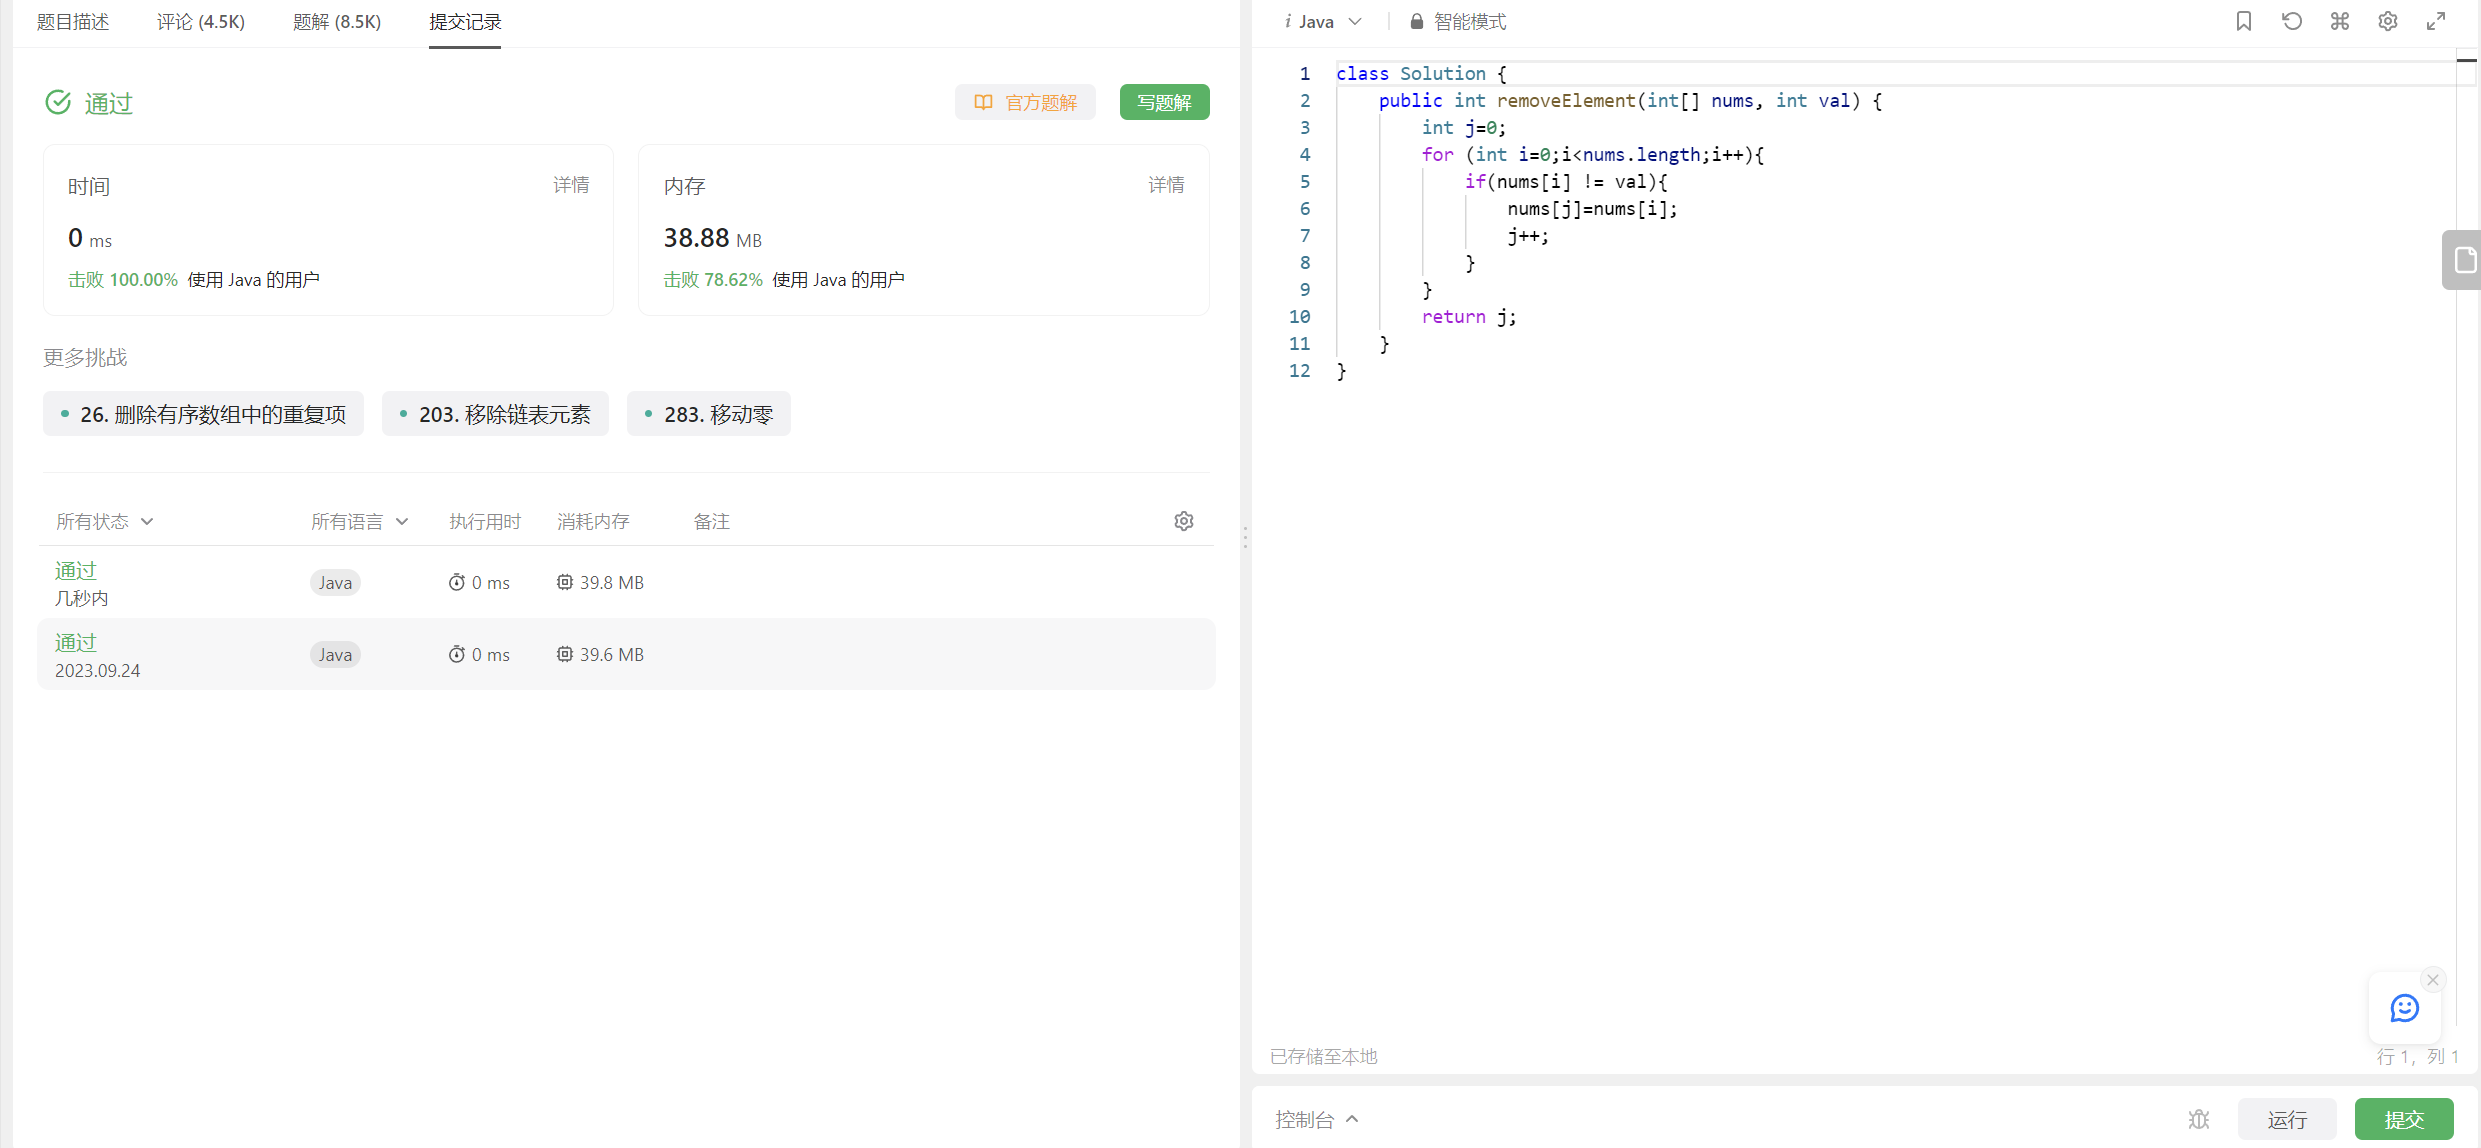 题目描述 评论 (4.5K) 题解 (8.5K) 提交记录
通过 官方题解 写题解
时间 详情
0 ms
击败 100.00% 使用 Java 的用户
内存 详情
38.88 MB
击败 78.62% 使用 Java 的用户
更多挑战
26. 删除有序数组中的重复项 203. 移除链表元素 283. 移动零
所有状态 所有语言 执行用时 消耗内存 备注
通过
几秒内
Java 0 ms 39.8 MB
通过
2023.09.24
Java 0 ms 39.6 MB
i Java 智能模式
1 class Solution {
2 public int removeElement(int[] nums, int val) {
3 int j=0;
4 for (int i=0;i<nums.length;i++){
5 if(nums[i] != val){
6 nums[j]=nums[i];
7 j++;
8 }
9 }
10 return j;
11 }
12 }
已存储至本地 行 1, 列 1
控制台 运行 提交